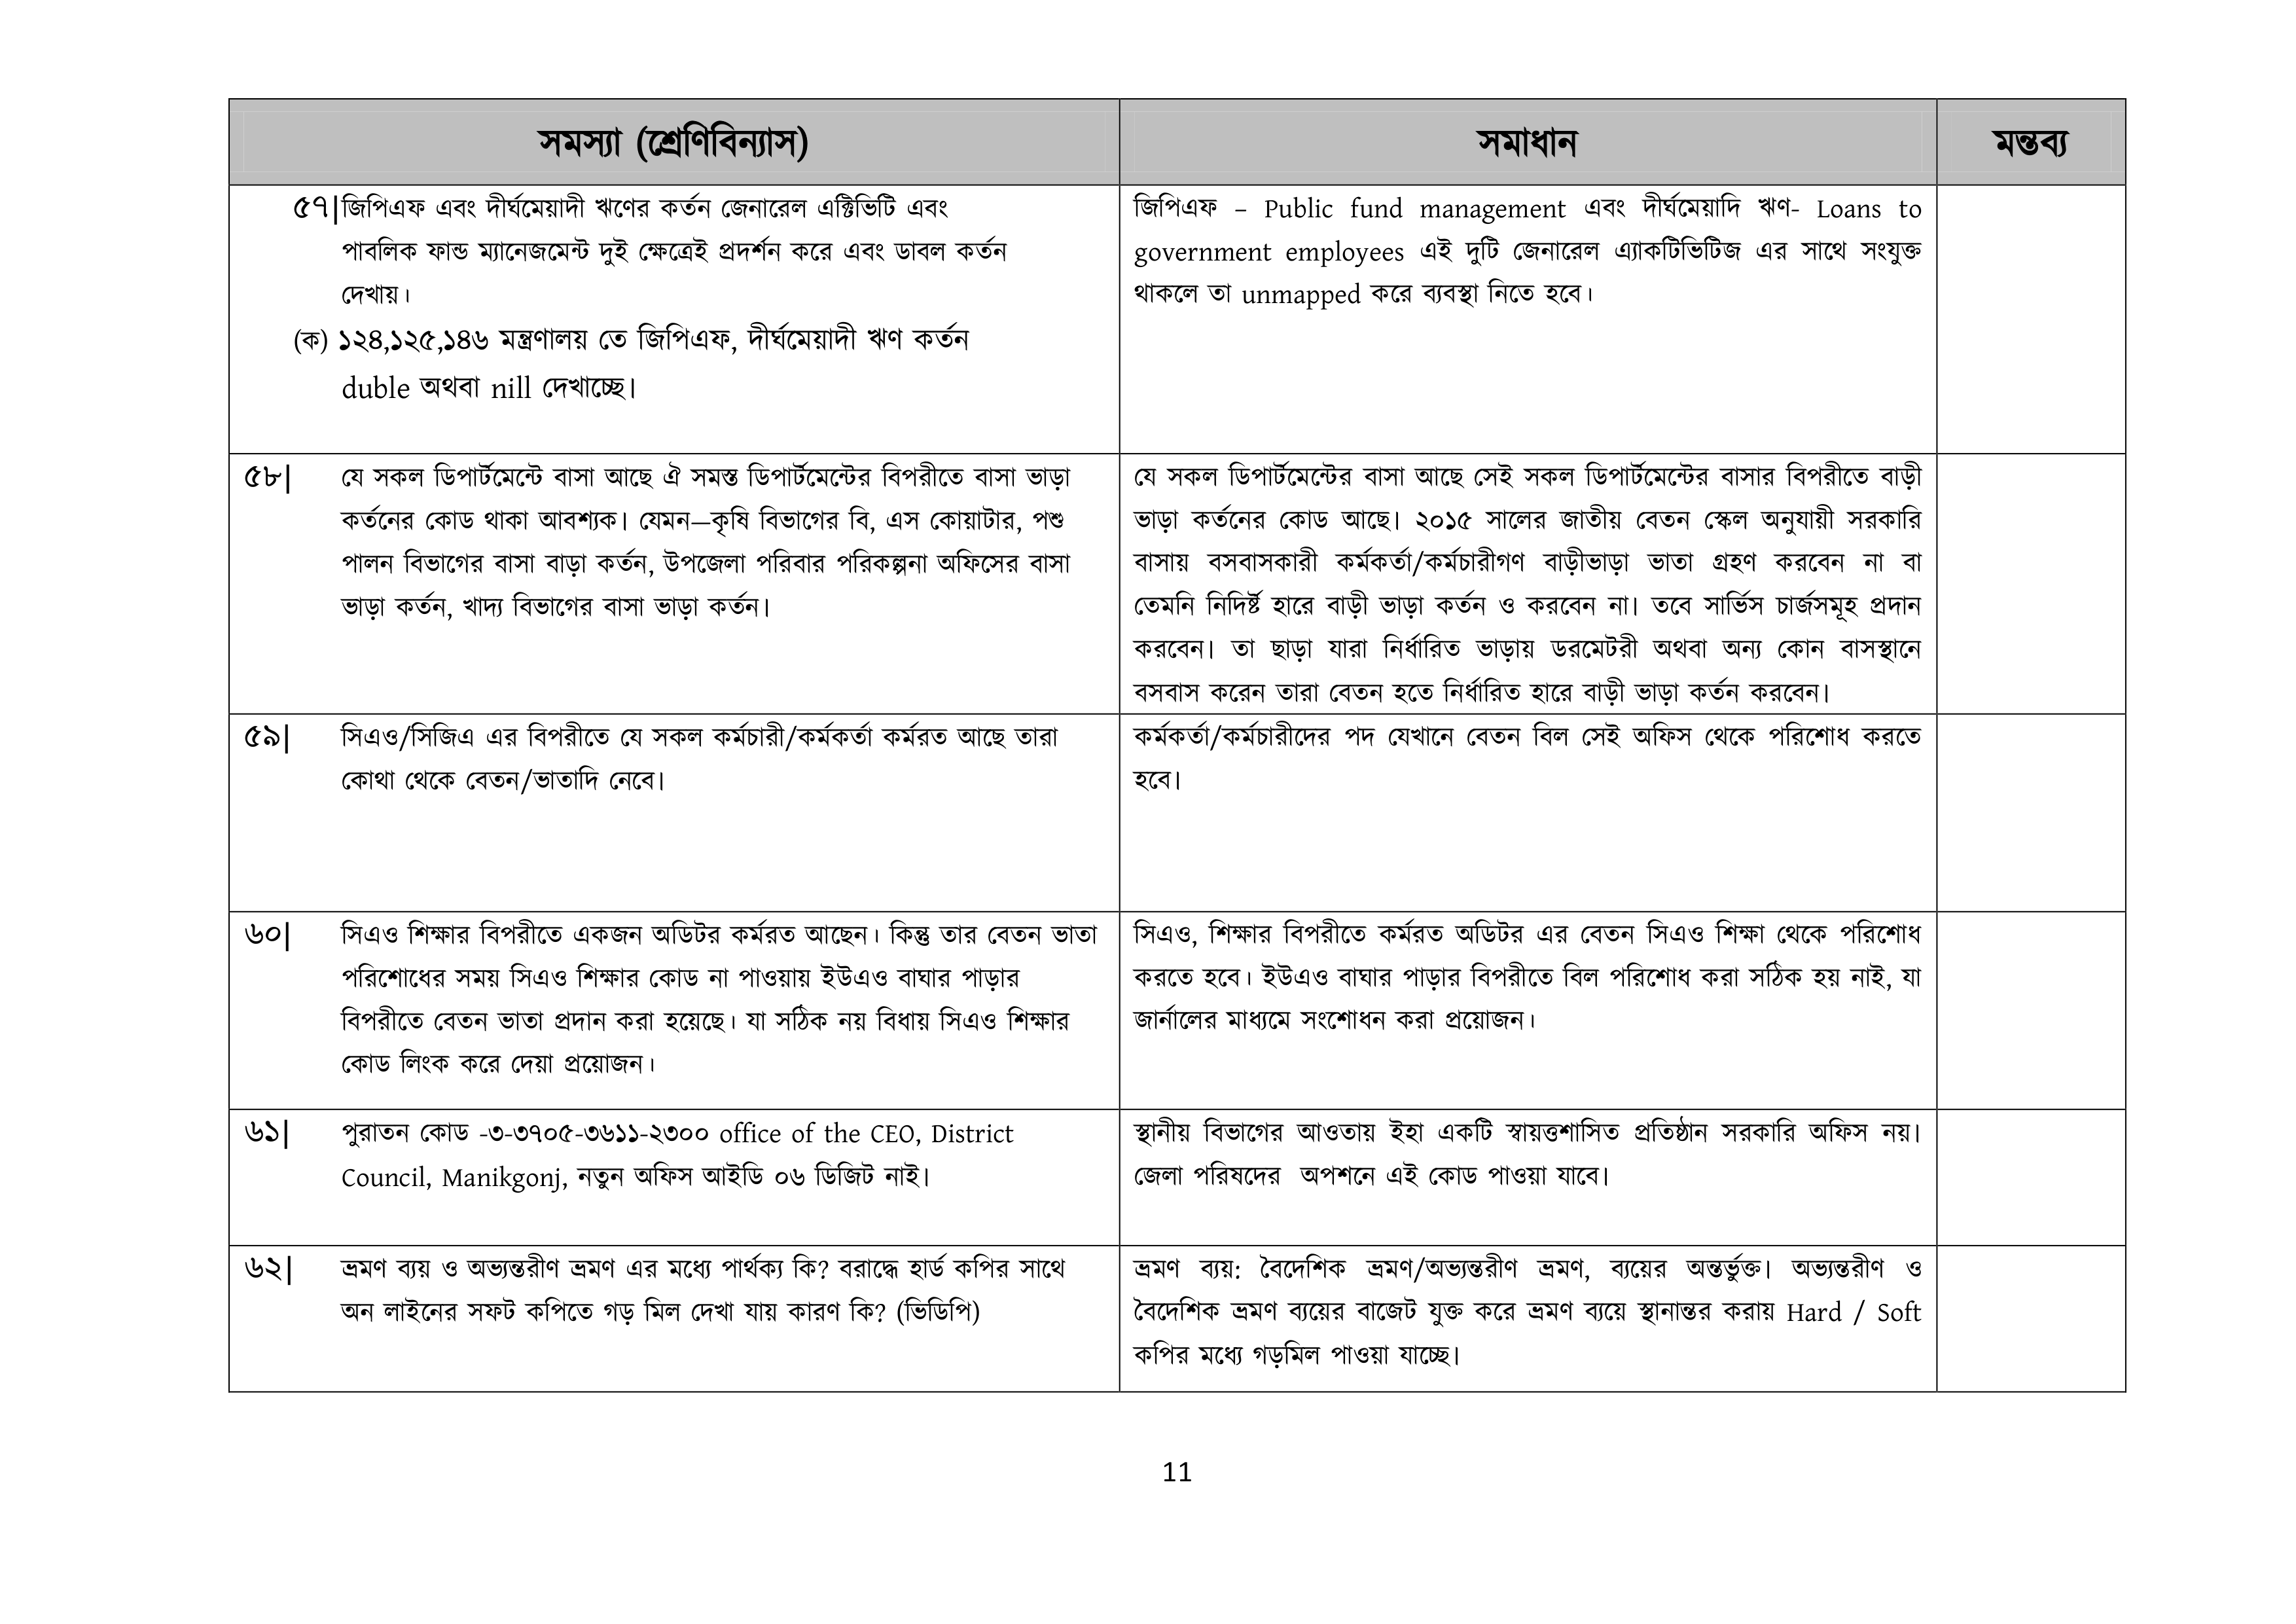 সমস্যা (শ্রেণিবিন্যাস)
সমাধান
মন্তব্য
৫৭| জিপিএফ এবং দীর্ঘমেয়াদী ঋণের কর্তন জেনারেল এক্টিভিটি এবং
পাবলিক ফান্ড ম্যানেজমেন্ট দুই ক্ষেত্রেই প্রদর্শন করে এবং ডাবল কর্তন
দেখায়।
(ক) ১২৪,১২৫,১৪৬ মন্ত্রণালয় তে জিপিএফ, দীর্ঘমেয়াদী ঋণ কর্তন
duble অথবা nill দেখাচ্ছে।
জিপিএফ – Public fund management এবং দীর্ঘমেয়াদি ঋণ- Loans to
government employees এই দুটি জেনারেল এ্যাকটিভিটিজ এর সাথে সংযুক্ত
থাকলে তা unmapped করে ব্যবস্থা নিতে হবে।
৫৮| যে সকল ডিপার্টমেন্টে বাসা আছে ঐ সমস্ত ডিপার্টমেন্টের বিপরীতে বাসা ভাড়া
কর্তনের কোড থাকা আবশ্যক। যেমন—কৃষি বিভাগের বি, এস কোয়াটার, পশু
পালন বিভাগের বাসা বাড়া কর্তন, উপজেলা পরিবার পরিকল্পনা অফিসের বাসা
ভাড়া কর্তন, খাদ্য বিভাগের বাসা ভাড়া কর্তন।
যে সকল ডিপার্টমেন্টের বাসা আছে সেই সকল ডিপার্টমেন্টের বাসার বিপরীতে বাড়ী
ভাড়া কর্তনের কোড আছে। ২০১৫ সালের জাতীয় বেতন স্কেল অনুযায়ী সরকারি
বাসায় বসবাসকারী কর্মকর্তা/কর্মচারীগণ বাড়ীভাড়া ভাতা গ্রহণ করবেন না বা
তেমনি নিদির্ষ্ট হারে বাড়ী ভাড়া কর্তন ও করবেন না। তবে সার্ভিস চার্জসমূহ প্রদান
করবেন। তা ছাড়া যারা নির্ধারিত ভাড়ায় ডরমেটরী অথবা অন্য কোন বাসস্থানে
বসবাস করেন তারা বেতন হতে নির্ধারিত হারে বাড়ী ভাড়া কর্তন করবেন।
৫৯| সিএও/সিজিএ এর বিপরীতে যে সকল কর্মচারী/কর্মকর্তা কর্মরত আছে তারা
কোথা থেকে বেতন/ভাতাদি নেবে।
কর্মকর্তা/কর্মচারীদের পদ যেখানে বেতন বিল সেই অফিস থেকে পরিশোধ করতে
হবে।
৬০| সিএও শিক্ষার বিপরীতে একজন অডিটর কর্মরত আছেন। কিন্তু তার বেতন ভাতা
পরিশোধের সময় সিএও শিক্ষার কোড না পাওয়ায় ইউএও বাঘার পাড়ার
বিপরীতে বেতন ভাতা প্রদান করা হয়েছে। যা সঠিক নয় বিধায় সিএও শিক্ষার
কোড লিংক করে দেয়া প্রয়োজন।
সিএও, শিক্ষার বিপরীতে কর্মরত অডিটর এর বেতন সিএও শিক্ষা থেকে পরিশোধ
করতে হবে। ইউএও বাঘার পাড়ার বিপরীতে বিল পরিশোধ করা সঠিক হয় নাই, যা
জার্নালের মাধ্যমে সংশোধন করা প্রয়োজন।
৬১| পুরাতন কোড -৩-৩৭০৫-৩৬১১-২৩০০ office of the CEO, District
Council, Manikgonj, নতুন অফিস আইডি ০৬ ডিজিট নাই।
স্থানীয় বিভাগের আওতায় ইহা একটি স্বায়ত্তশাসিত প্রতিষ্ঠান সরকারি অফিস নয়।
জেলা পরিষদের অপশনে এই কোড পাওয়া যাবে।
৬২| ভ্রমণ ব্যয় ও অভ্যন্তরীণ ভ্রমণ এর মধ্যে পার্থক্য কি? বরাদ্ধে হার্ড কপির সাথে
অন লাইনের সফট কপিতে গড় মিল দেখা যায় কারণ কি? (ভিডিপি)
ভ্রমণ ব্যয়: বৈদেশিক ভ্রমণ/অভ্যন্তরীণ ভ্রমণ, ব্যয়ের অন্তর্ভুক্ত। অভ্যন্তরীণ ও
বৈদেশিক ভ্রমণ ব্যয়ের বাজেট যুক্ত করে ভ্রমণ ব্যয়ে স্থানান্তর করায় Hard / Soft
কপির মধ্যে গড়মিল পাওয়া যাচ্ছে।
11